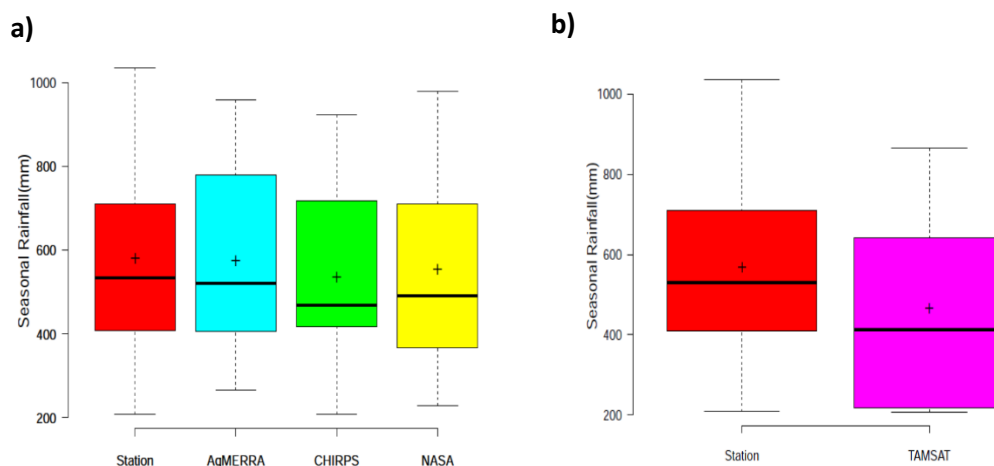 a)
Seasonal Rainfall(mm)
1000
800
600
400
200
Station AgMERRA CHIRPS NASA
b)
Seasonal Rainfall(mm)
1000
800
600
400
200
Station TAMSAT